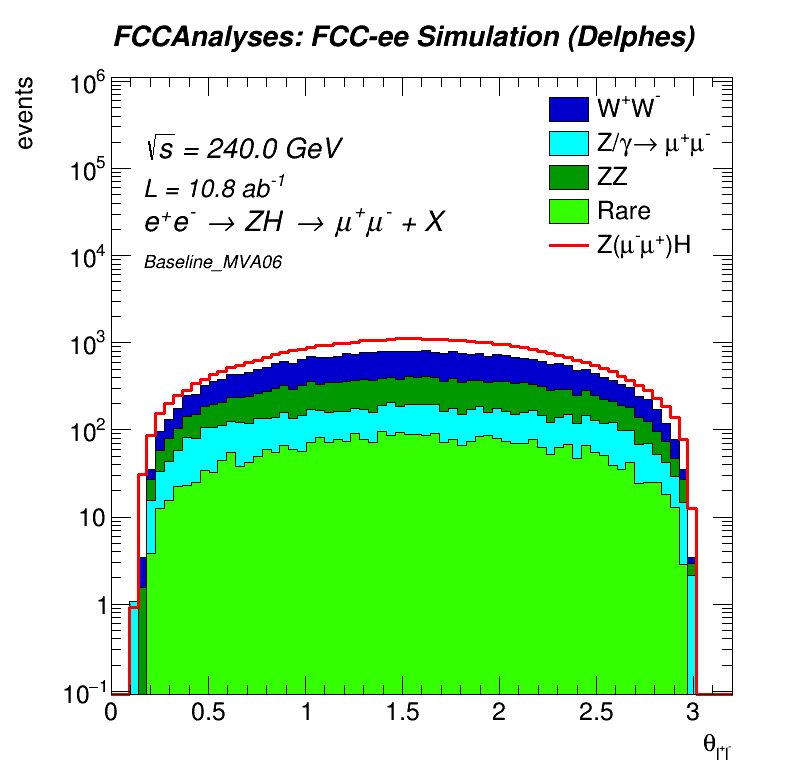 FCCAnalyses: FCC-ee Simulation (Delphes)
events
10⁶
10⁵
10⁴
10³
10²
10
1
10⁻¹
√s = 240.0 GeV
L = 10.8 ab⁻¹
e⁺e⁻ → ZH → μ⁺μ⁻ + X
Baseline_MVA06
W⁺W⁻
Z/γ→ μ⁺μ⁻
ZZ
Rare
Z(μ⁻μ⁺)H
0 0.5 1 1.5 2 2.5 3
θ_{l⁺l⁻}